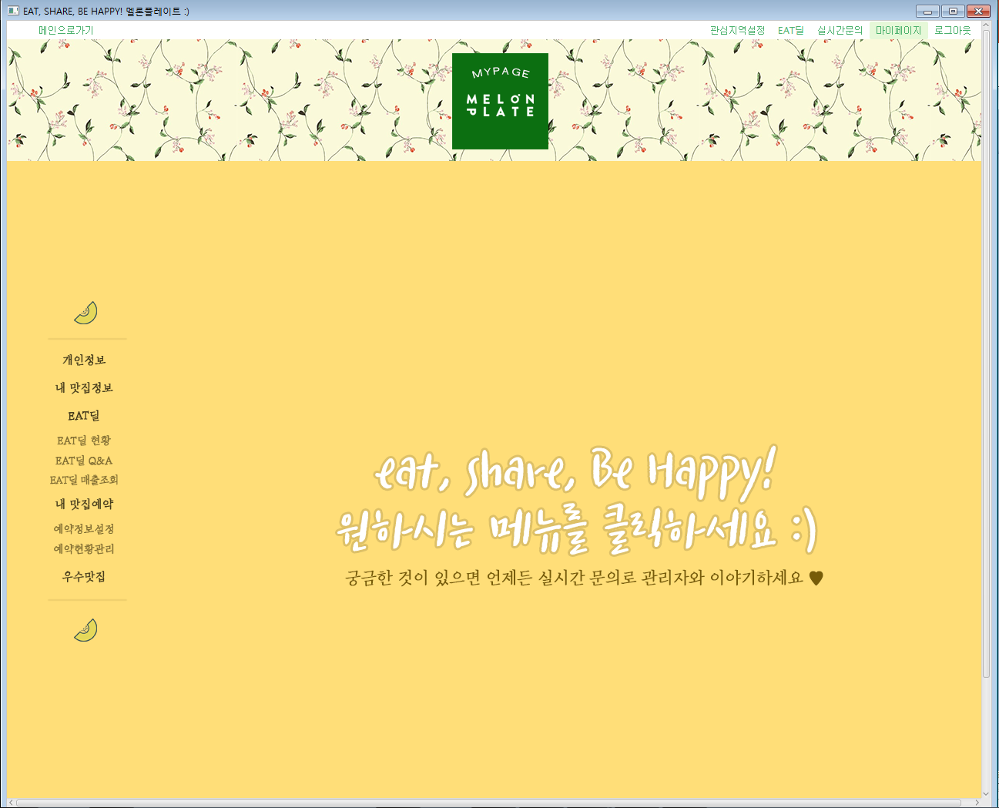 EAT, SHARE, BE HAPPY! 멜론플레이트 :)
메인으로가기 관심지역설정 EAT딜 실시간문의 마이페이지 로그아웃
MYPAGE
MELON
PLATE
개인정보
내 맛집정보
EAT딜
EAT딜 현황
EAT딜 Q&A
EAT딜 매출조회
내 맛집예약
예약정보설정
예약현황관리
우수맛집
eat, share, Be Happy!
원하시는 메뉴를 클릭하세요 :)
궁금한 것이 있으면 언제든 실시간 문의로 관리자와 이야기하세요 ♥